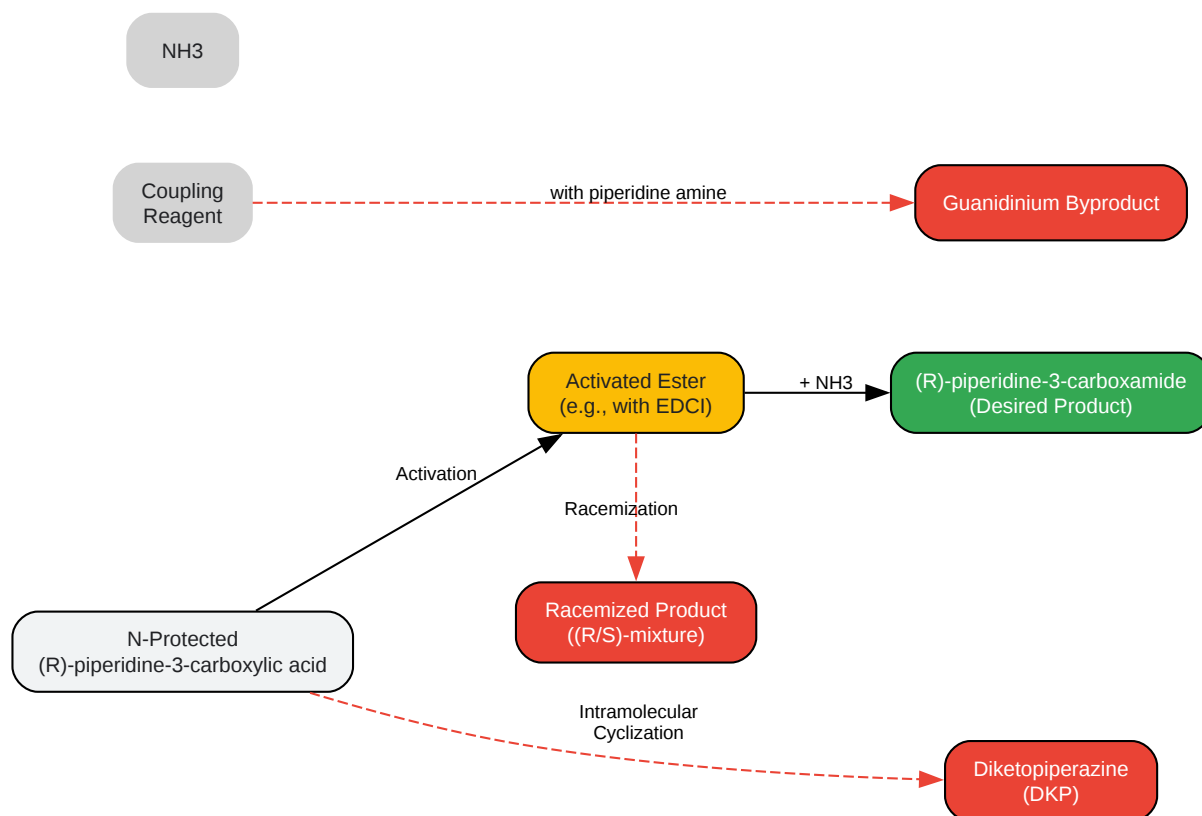 NH3
Coupling
Reagent
with piperidine amine
Guanidinium Byproduct
Activated Ester
(e.g., with EDCI)
+ NH3
(R)-piperidine-3-carboxamide
(Desired Product)
Activation
Racemization
Racemized Product
((R/S)-mixture)
N-Protected
(R)-piperidine-3-carboxylic acid
Intramolecular
Cyclization
Diketopiperazine
(DKP)